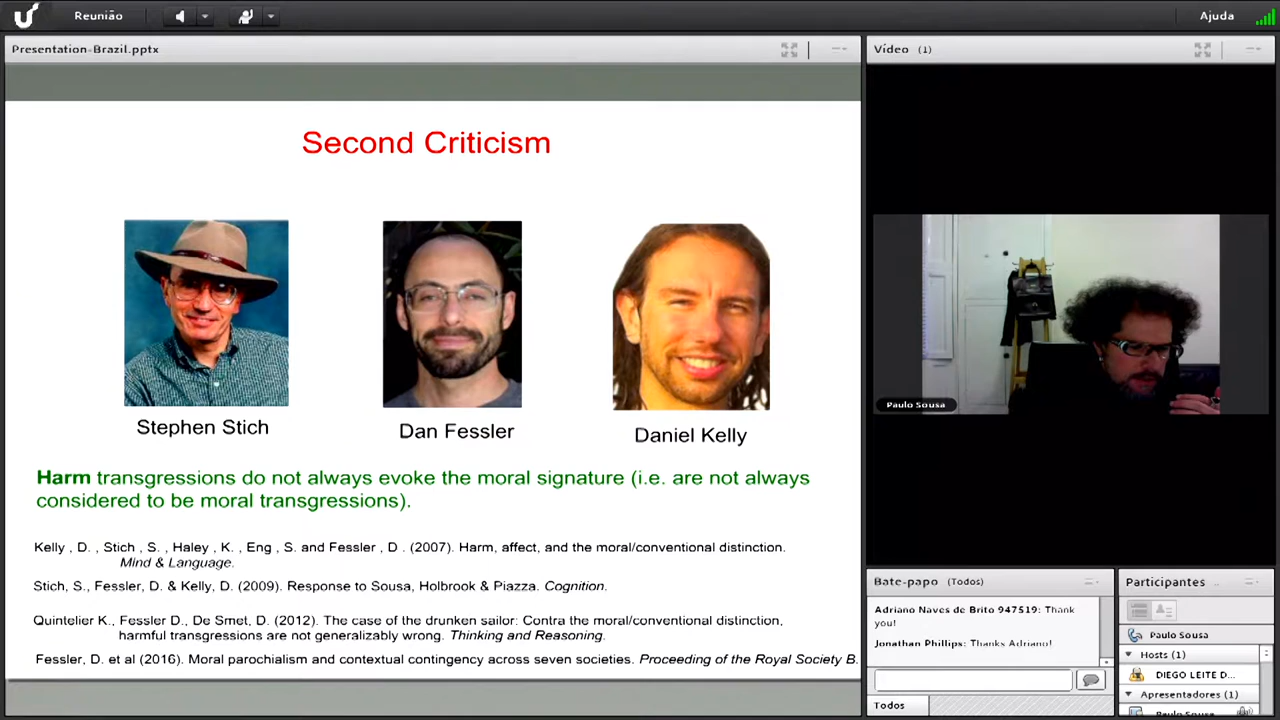 Reunião
Ajuda
Presentation-Brazil.pptx
Second Criticism
Stephen Stich
Dan Fessler
Daniel Kelly
Harm transgressions do not always evoke the moral signature (i.e. are not always
considered to be moral transgressions).
Kelly , D. , Stich , S. , Haley , K. , Eng , S. and Fessler , D . (2007). Harm, affect, and the moral/conventional distinction.
Mind & Language.
Stich, S., Fessler, D. & Kelly, D. (2009). Response to Sousa, Holbrook & Piazza. Cognition.
Quintelier K., Fessler D., De Smet, D. (2012). The case of the drunken sailor: Contra the moral/conventional distinction,
harmful transgressions are not generalizably wrong. Thinking and Reasoning.
Fessler, D. et al (2016). Moral parochialism and contextual contingency across seven societies. Proceeding of the Royal Society B.
Vídeo (1)
Paulo Sousa
Bate-papo (Todos)
Adriano Naves de Brito 947519: Thank
you!
Jonathan Phillips: Thanks Adriano!
Todos
Participantes ..
Paulo Sousa
Hosts (1)
DIEGO LEITE D...
Apresentadores (1)
Paulo Sousa